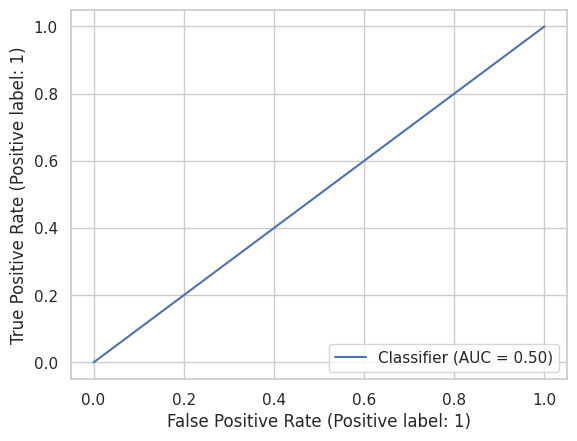 True Positive Rate (Positive label: 1)
1.0
0.8
0.6
0.4
0.2
0.0
Classifier (AUC = 0.50)
0.0 0.2 0.4 0.6 0.8 1.0
False Positive Rate (Positive label: 1)